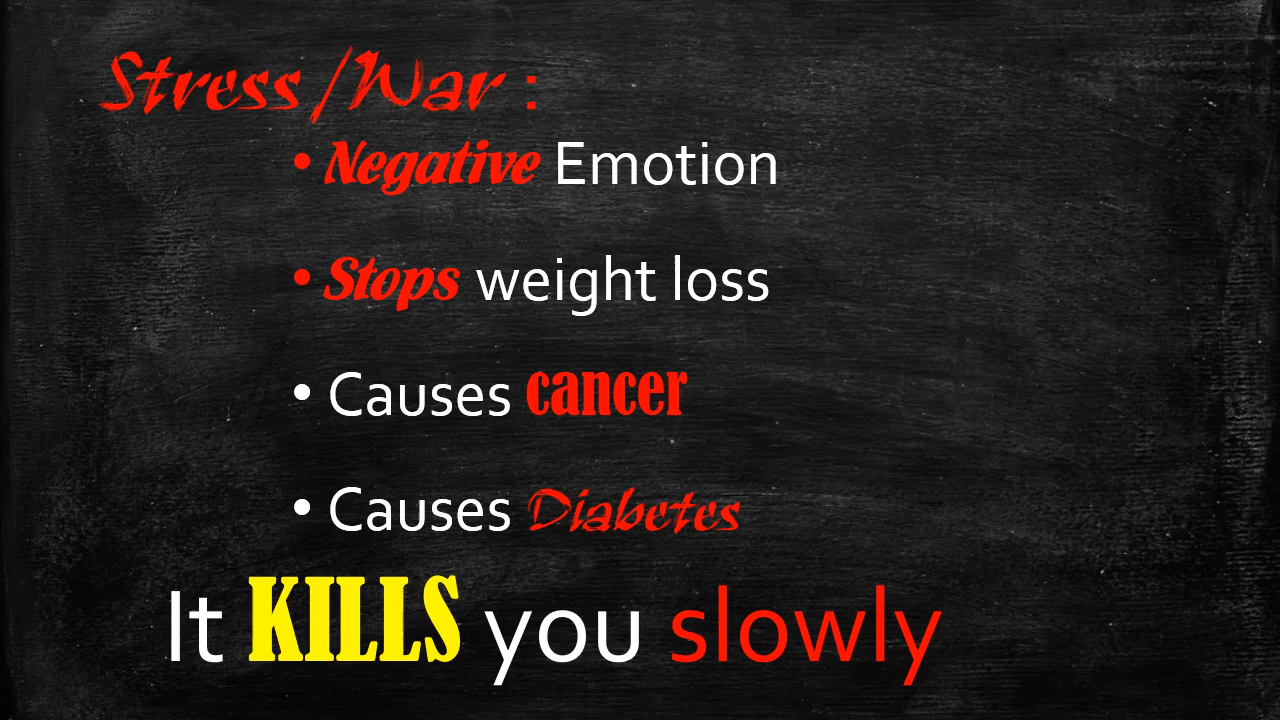 Stress /War :
• Negative Emotion
• Stops weight loss
• Causes cancer
• Causes Diabetes
It KILLS you slowly